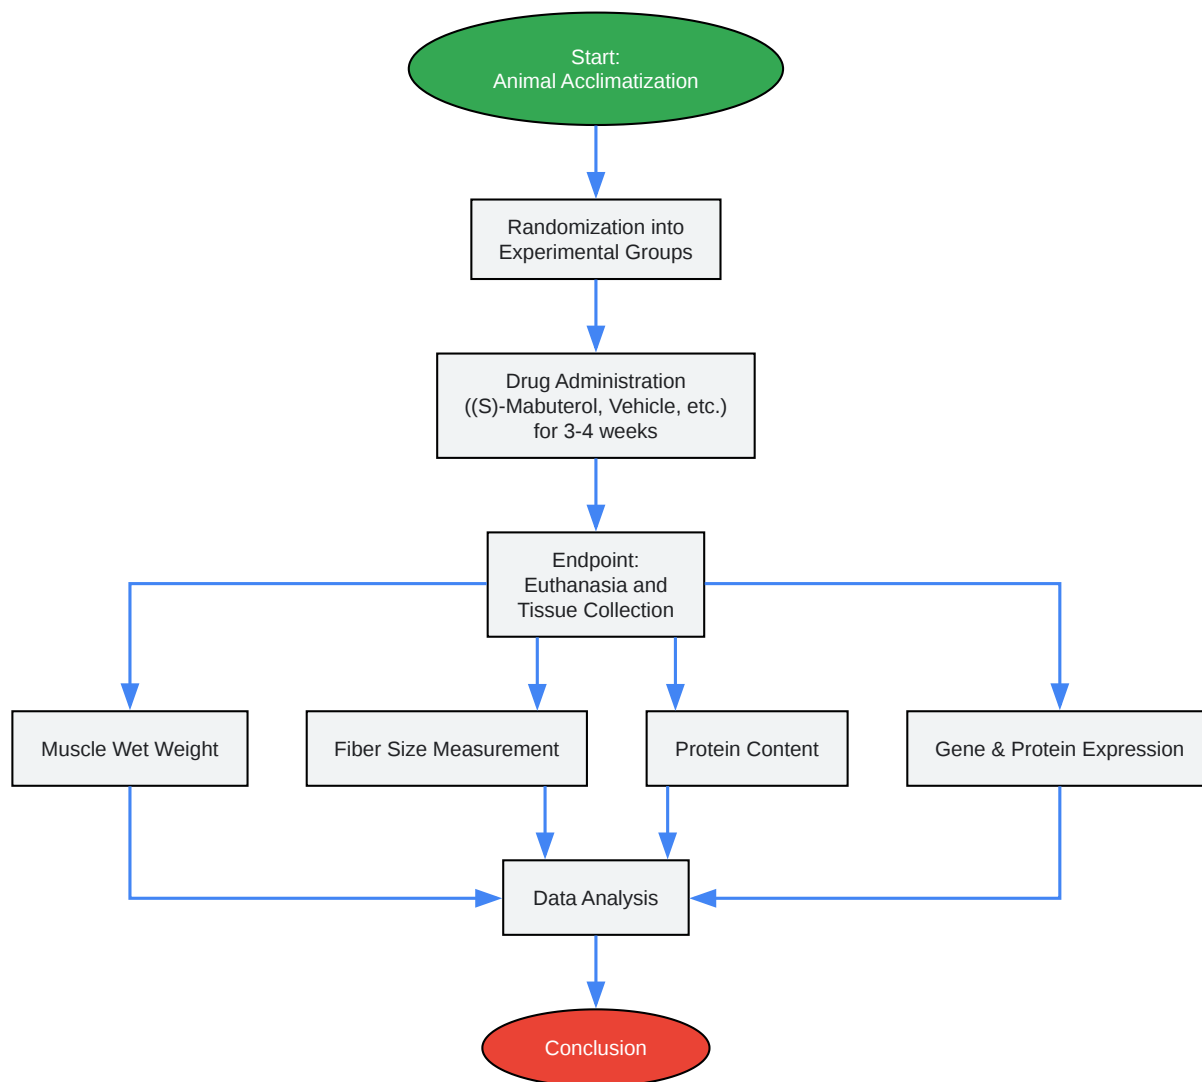 Start:
Animal Acclimatization
Randomization into
Experimental Groups
Drug Administration
((S)-Mabuterol, Vehicle, etc.)
for 3-4 weeks
Endpoint:
Euthanasia and
Tissue Collection
Muscle Wet Weight
Fiber Size Measurement
Protein Content
Gene & Protein Expression
Data Analysis
Conclusion